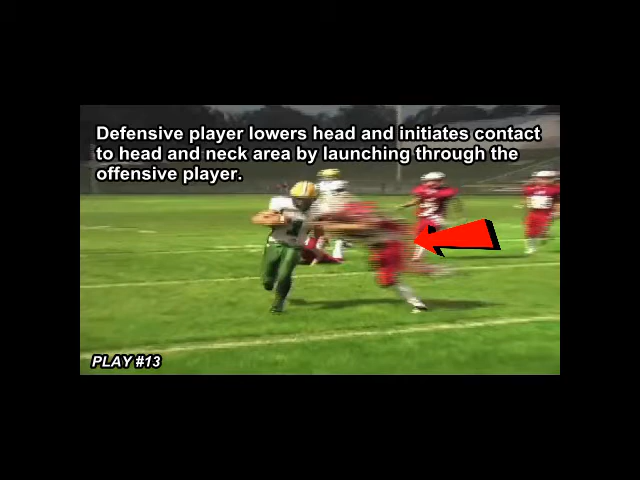 Defensive player lowers head and initiates contact
to head and neck area by launching through the
offensive player.
PLAY #13